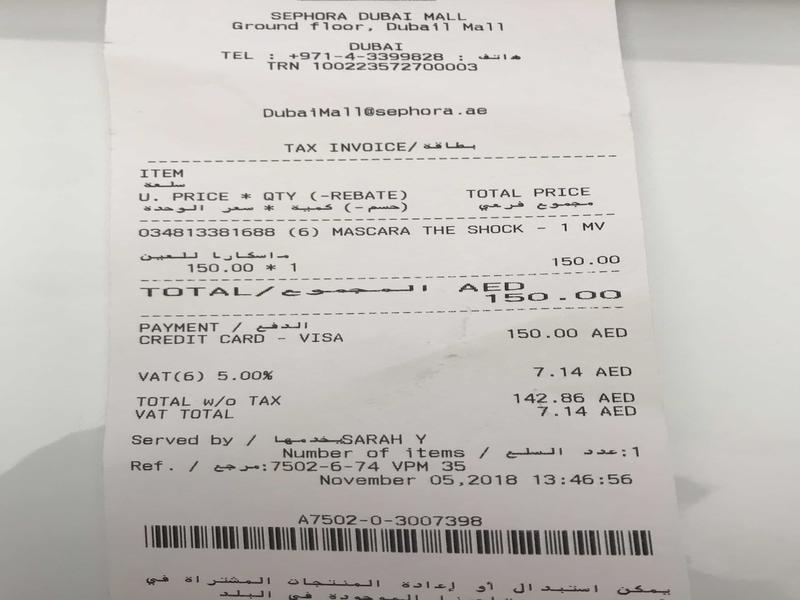 SEPHORA DUBAI MALL
Ground floor, Dubail Mall
DUBAI
TEL : +971-4-3399828 : هاتف
TRN 100223572700003
DubaiMall@sephora.ae
TAX INVOICE/بطاقة
ITEM
سلعة
U. PRICE * QTY (-REBATE) TOTAL PRICE
(حسم-) كمية * سعر الوحدة مجموع فرعي
034813381688 (6) MASCARA THE SHOCK - 1 MV
ماسكارا للعين
150.00 * 1 150.00
TOTAL/المجموع AED
150.00
PAYMENT / الدفع
CREDIT CARD - VISA 150.00 AED
VAT(6) 5.00% 7.14 AED
TOTAL w/o TAX 142.86 AED
VAT TOTAL 7.14 AED
Served by / يخدمها SARAH Y
Number of items / عدد السلع :1
Ref. / مرجع :7502-6-74 VPM 35
November 05,2018 13:46:56
A7502-0-3007398
يمكن استبدال أو إعادة المنتجات المشتراة في
الموجودة في البلد